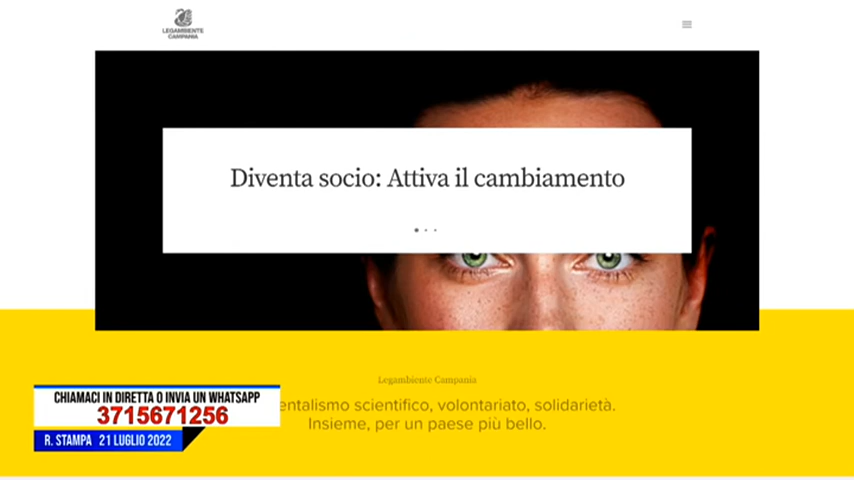 LEGAMBIENTE
CAMPANIA
Diventa socio: Attiva il cambiamento
Legambiente Campania
entalismo scientifico, volontariato, solidarietà.
Insieme, per un paese più bello.
CHIAMACI IN DIRETTA O INVIA UN WHATSAPP
3715671256
R. STAMPA 21 LUGLIO 2022